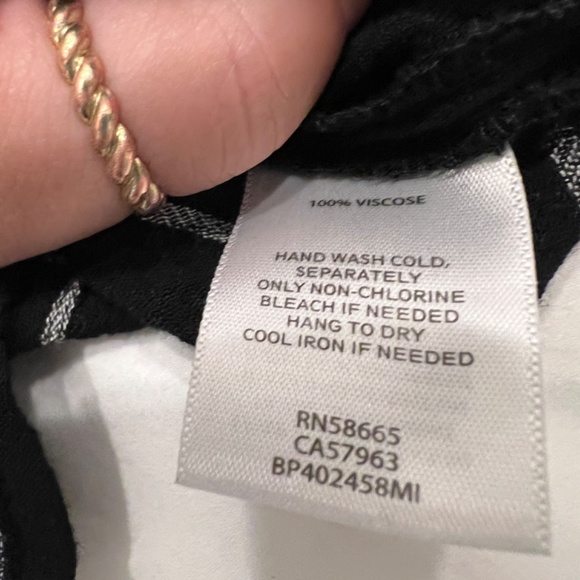 100% VISCOSE
HAND WASH COLD,
SEPARATELY
ONLY NON-CHLORINE
BLEACH IF NEEDED
HANG TO DRY
COOL IRON IF NEEDED
RN58665
CA57963
BP402458MI